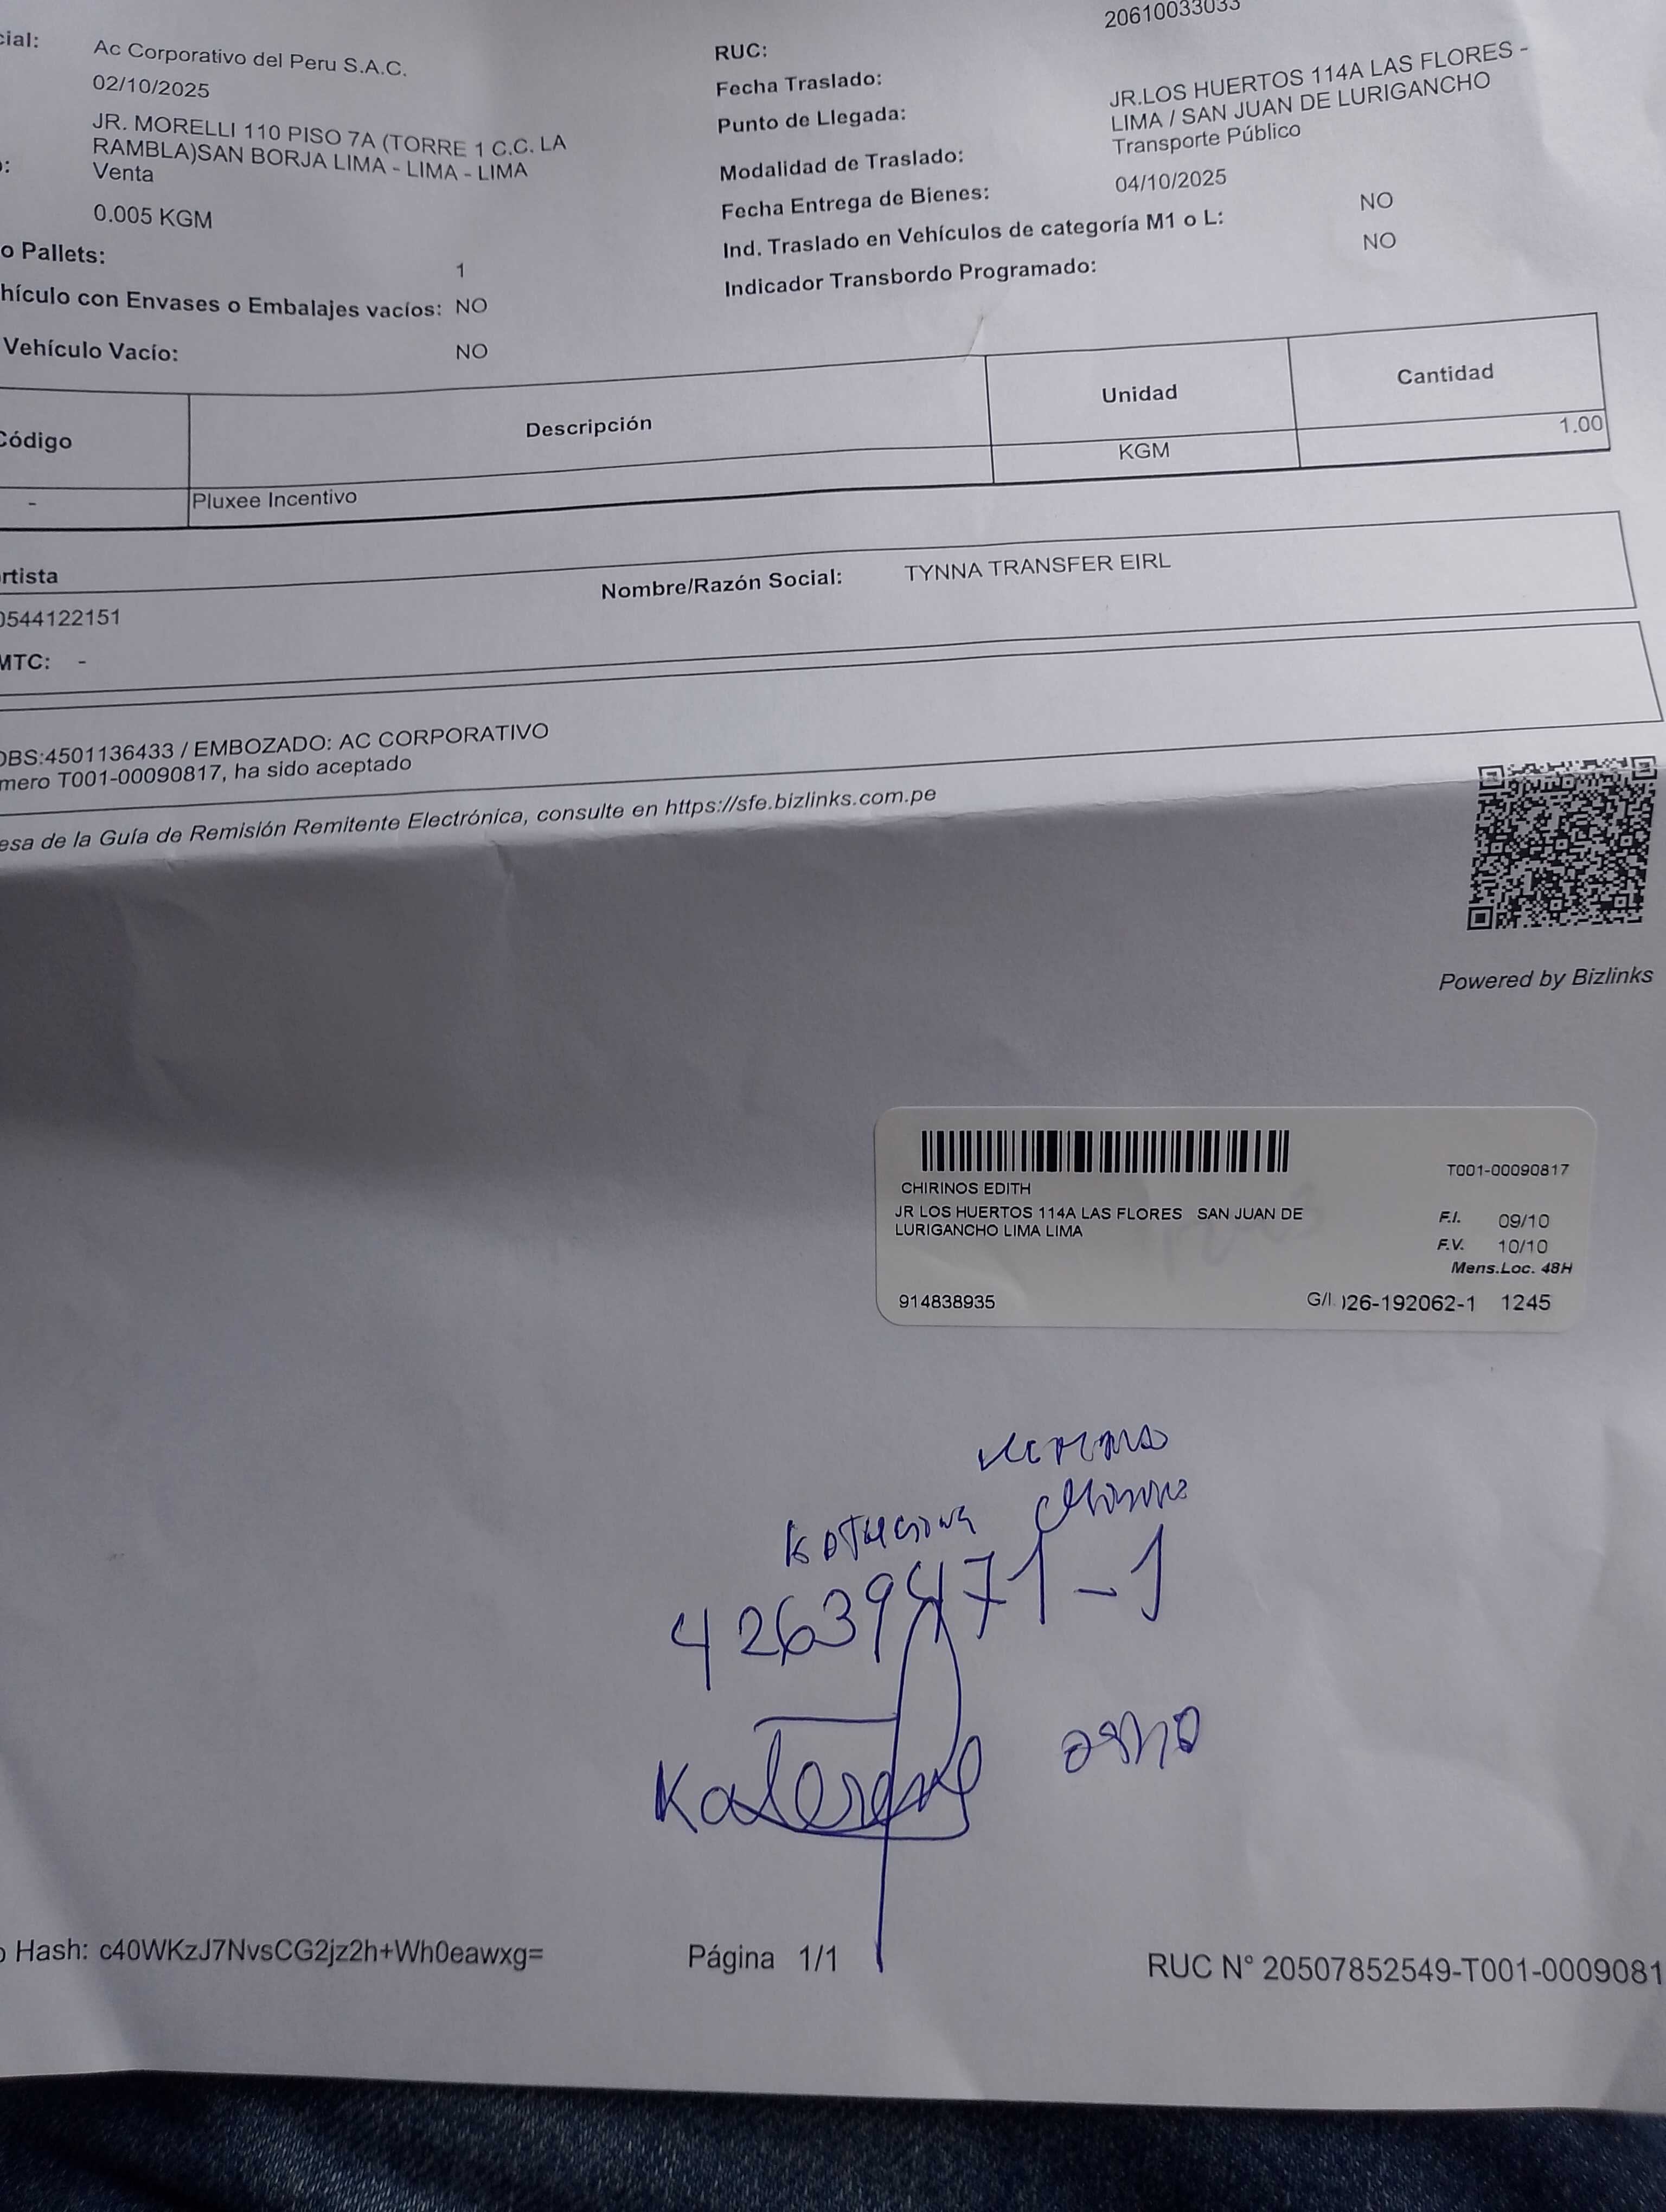 20610033033
cial:
Ac Corporativo del Peru S.A.C.
RUC:
02/10/2025
Fecha Traslado:
JR. MORELLI 110 PISO 7A (TORRE 1 C.C. LA
RAMBLA)SAN BORJA LIMA - LIMA - LIMA
Punto de Llegada:
JR.LOS HUERTOS 114A LAS FLORES -
LIMA / SAN JUAN DE LURIGANCHO
o:
Venta
Modalidad de Traslado:
Transporte Público
0.005 KGM
Fecha Entrega de Bienes:
04/10/2025
o Pallets:
1
Ind. Traslado en Vehículos de categoría M1 o L:
NO
hículo con Envases o Embalajes vacíos: NO
Indicador Transbordo Programado:
NO
Vehículo Vacío:
NO
Código Descripción Unidad Cantidad
- Pluxee Incentivo KGM 1.00
rtista
0544122151
Nombre/Razón Social: TYNNA TRANSFER EIRL
MTC: -
OBS:4501136433 / EMBOZADO: AC CORPORATIVO
mero T001-00090817, ha sido aceptado
esa de la Guía de Remisión Remitente Electrónica, consulte en https://sfe.bizlinks.com.pe
Powered by Bizlinks
T001-00090817
CHIRINOS EDITH
JR LOS HUERTOS 114A LAS FLORES SAN JUAN DE
LURIGANCHO LIMA LIMA
F.I. 09/10
F.V. 10/10
Mens.Loc. 48H
914838935
G/I. 026-192062-1 1245
42639471-1
o Hash: c40WKzJ7NvsCG2jz2h+Wh0eawxg=
Página 1/1
RUC N° 20507852549-T001-0009081